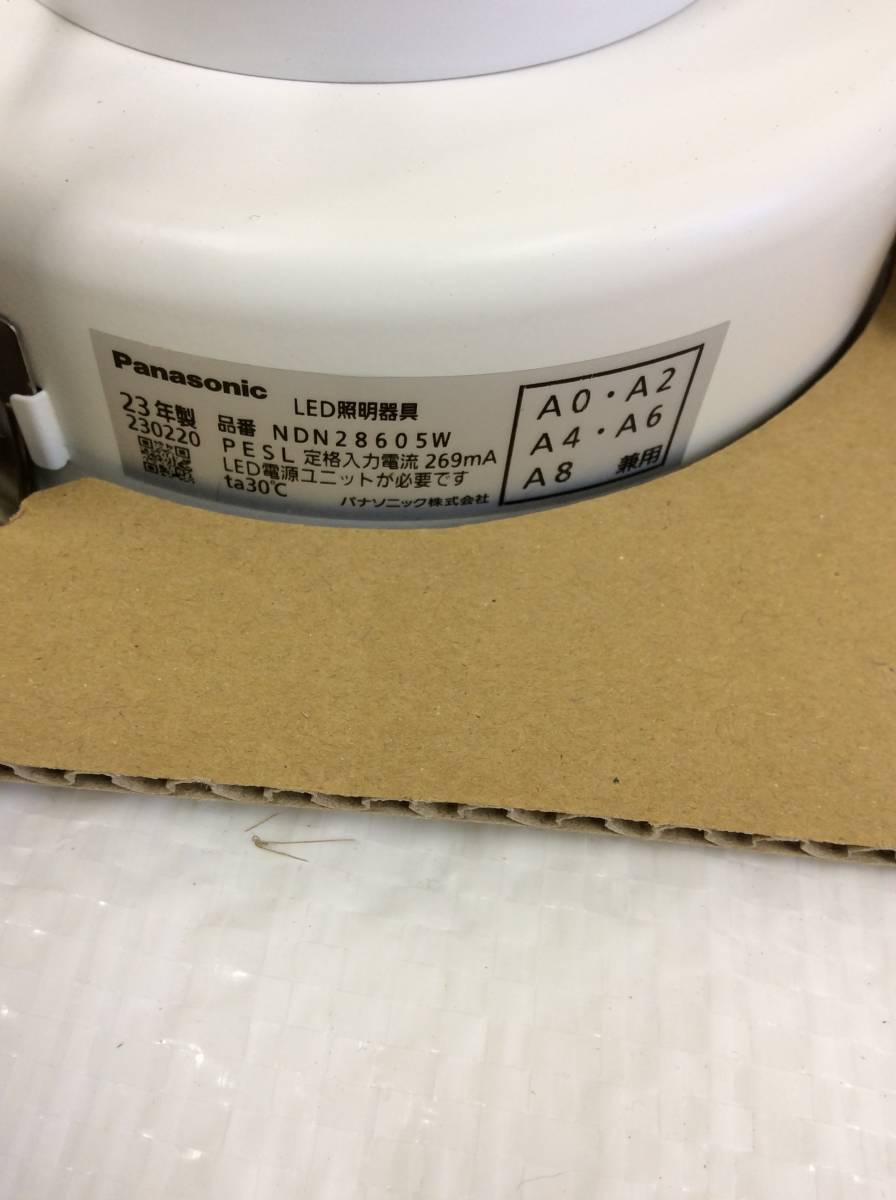 Panasonic
LED照明器具
23年製
230220
品番 NDN28605W
PESL 定格入力電流 269mA
LED電源ユニットが必要です
ta30℃
パナソニック株式会社
A0・A2
A4・A6
A8 兼用